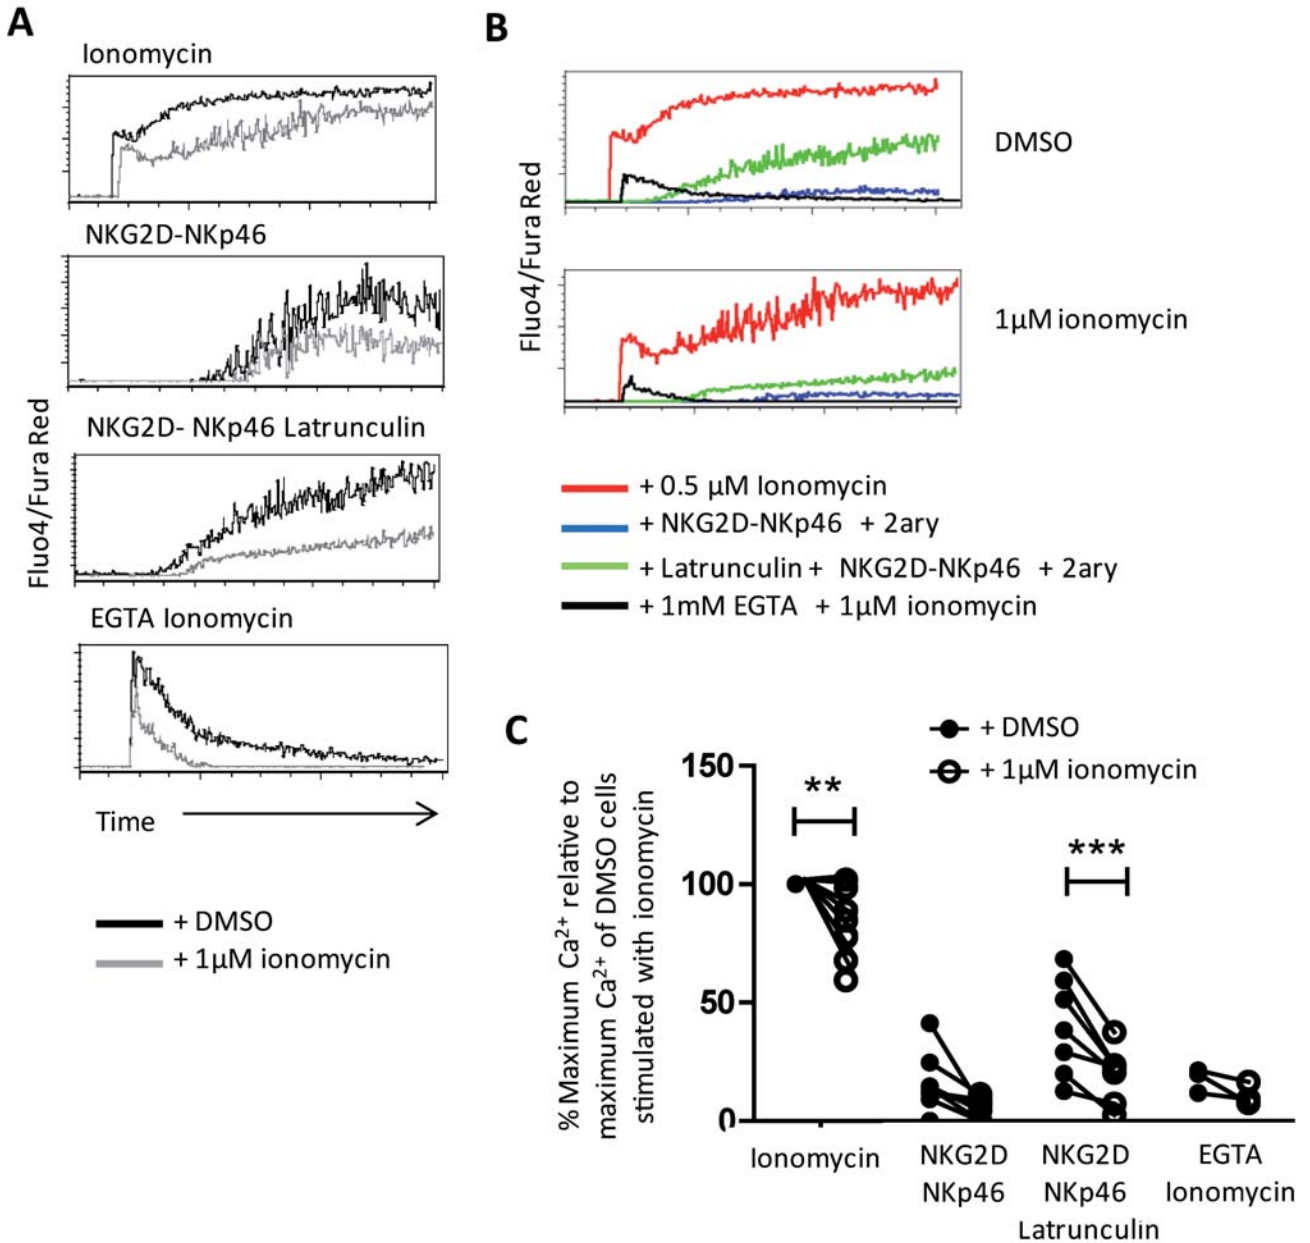 A
Ionomycin
NKG2D-NKp46
NKG2D- NKp46 Latrunculin
EGTA Ionomycin
Fluo4/Fura Red
Time
+ DMSO
+ 1µM ionomycin
B
Fluo4/Fura Red
DMSO
1µM ionomycin
+ 0.5 µM Ionomycin
+ NKG2D-NKp46 + 2ary
+ Latrunculin + NKG2D-NKp46 + 2ary
+ 1mM EGTA + 1µM ionomycin
C
+ DMSO
+ 1µM ionomycin
% Maximum Ca2+ relative to
maximum Ca2+ of DMSO cells
stimulated with ionomycin
150
100
50
0
**
***
Ionomycin
NKG2D
NKp46
NKG2D
NKp46
Latrunculin
EGTA
Ionomycin